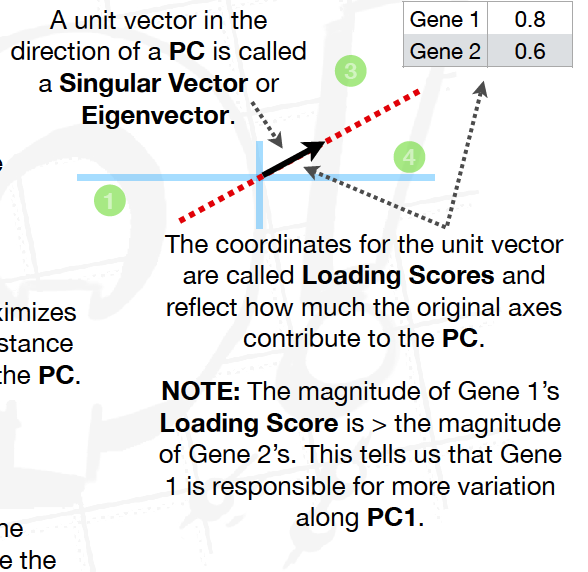 A unit vector in the
direction of a PC is called
a Singular Vector or
Eigenvector.
Gene 1 0.8
Gene 2 0.6
3
4
1
The coordinates for the unit vector
are called Loading Scores and
reflect how much the original axes
contribute to the PC.
NOTE: The magnitude of Gene 1’s
Loading Score is > the magnitude
of Gene 2’s. This tells us that Gene
1 is responsible for more variation
along PC1.
the PC.
e the